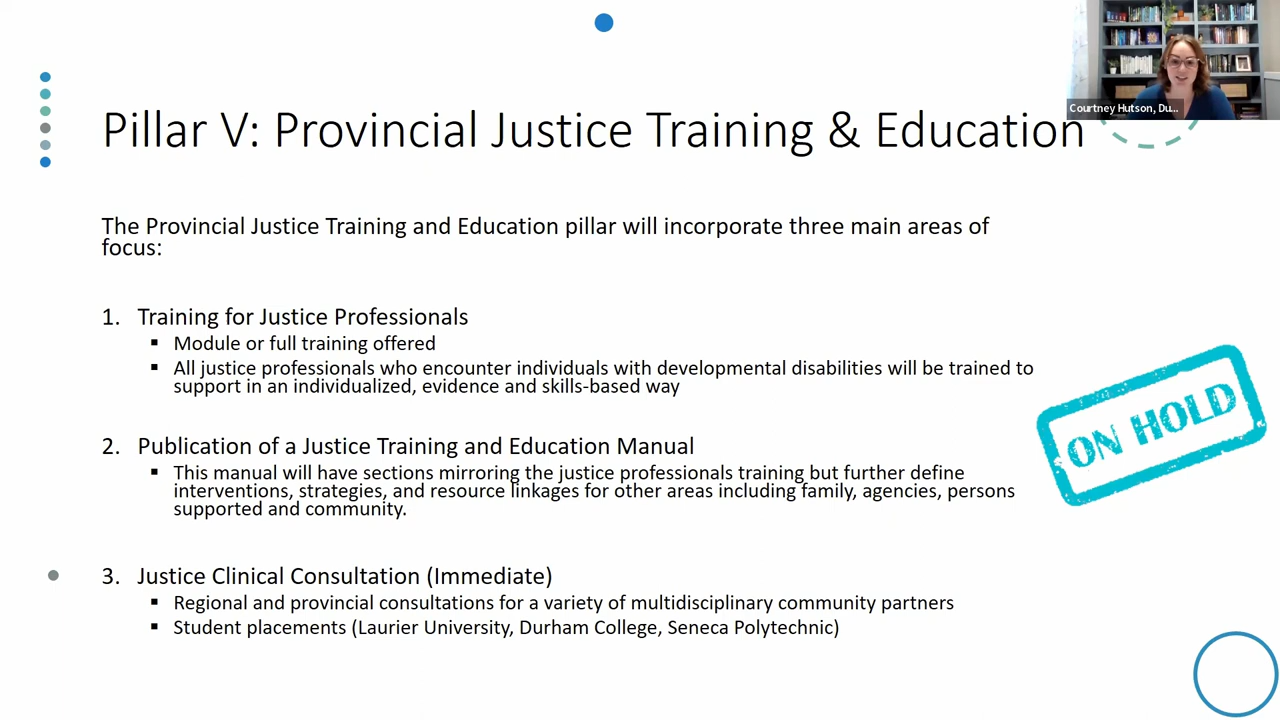 Courtney Hutson, Du...
Pillar V: Provincial Justice Training & Education
The Provincial Justice Training and Education pillar will incorporate three main areas of
focus:
1. Training for Justice Professionals
▪ Module or full training offered
▪ All justice professionals who encounter individuals with developmental disabilities will be trained to
support in an individualized, evidence and skills-based way
ON HOLD
2. Publication of a Justice Training and Education Manual
▪ This manual will have sections mirroring the justice professionals training but further define
interventions, strategies, and resource linkages for other areas including family, agencies, persons
supported and community.
3. Justice Clinical Consultation (Immediate)
▪ Regional and provincial consultations for a variety of multidisciplinary community partners
▪ Student placements (Laurier University, Durham College, Seneca Polytechnic)